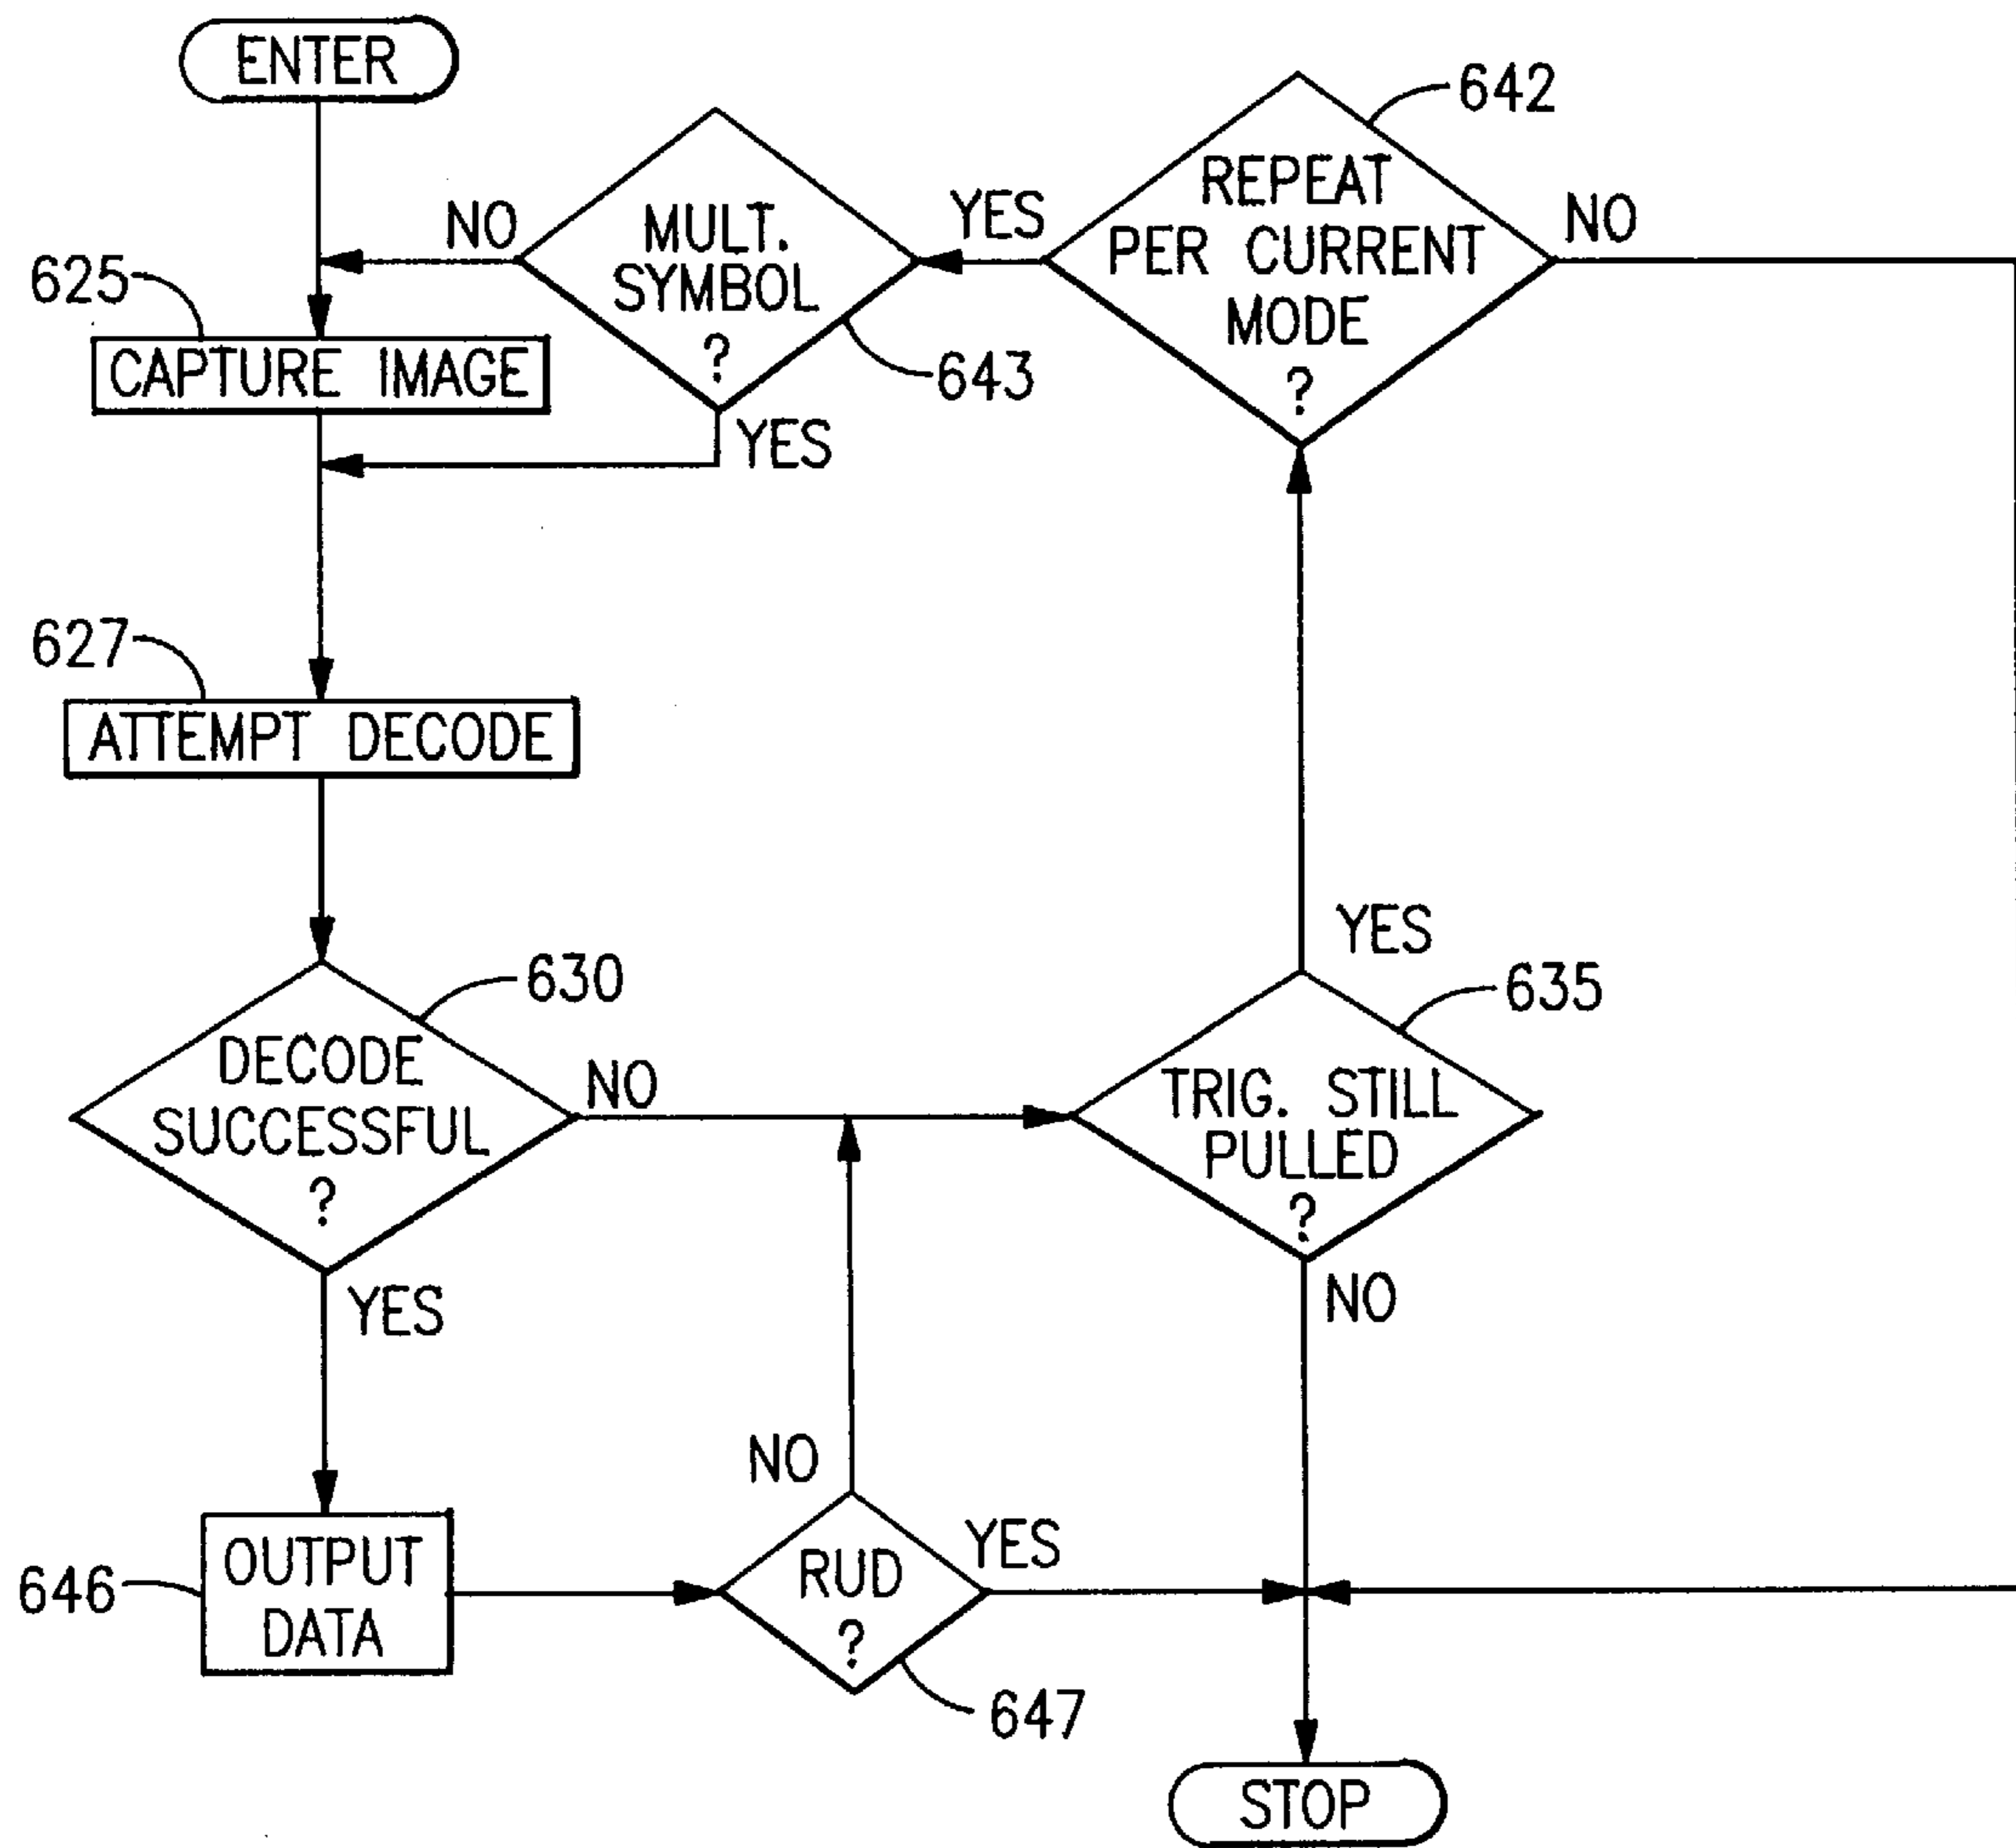 ENTER
642
REPEAT
PER CURRENT
MODE
?
NO
YES
MULT.
SYMBOL
?
NO
643
YES
625
CAPTURE IMAGE
627
ATTEMPT DECODE
630
DECODE
SUCCESSFUL
?
NO
YES
635
TRIG. STILL
PULLED
?
YES
NO
646
OUTPUT
DATA
NO
RUD
?
YES
647
STOP